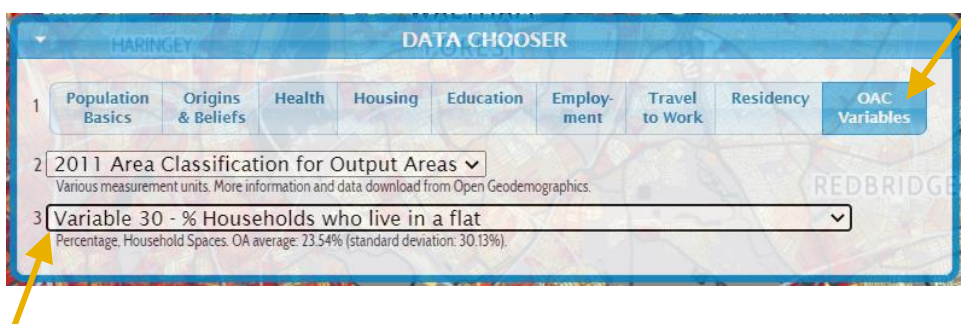 WALTHAM
FOREST
HARINGEY
DATA CHOOSER
1 Population Basics Origins & Beliefs Health Housing Education Employ-ment Travel to Work Residency OAC Variables
2 2011 Area Classification for Output Areas
Various measurement units. More information and data download from Open Geodemographics.
REDBRIDGE
3 Variable 30 - % Households who live in a flat
Percentage, Household Spaces. OA average: 23.54% (standard deviation: 30.13%).